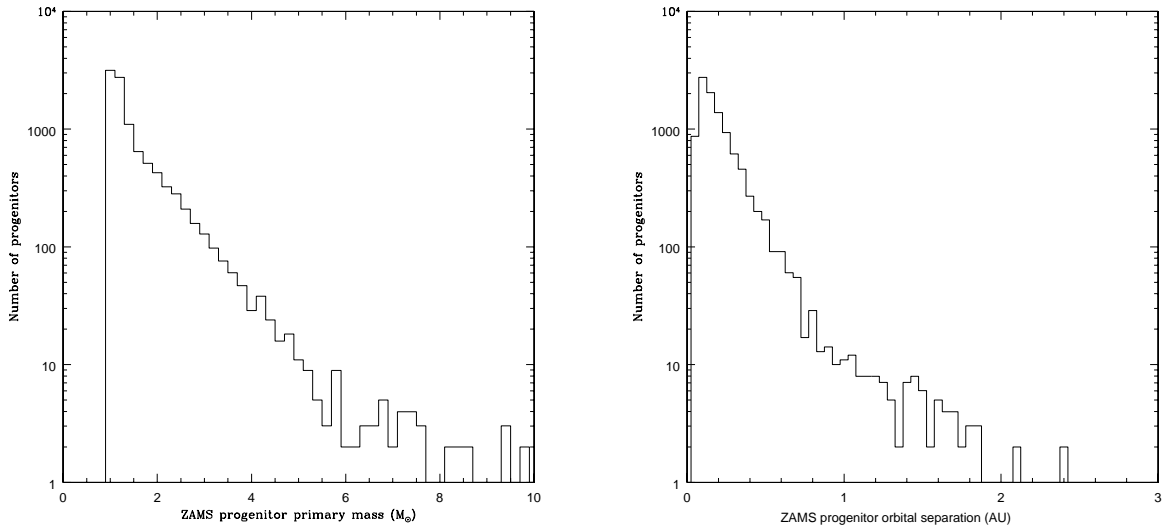 10⁴
1000
100
10
1
Number of progenitors
0 2 4 6 8 10
ZAMS progenitor primary mass (M⊙)
10⁴
1000
100
10
1
Number of progenitors
0 1 2 3
ZAMS progenitor orbital separation (AU)